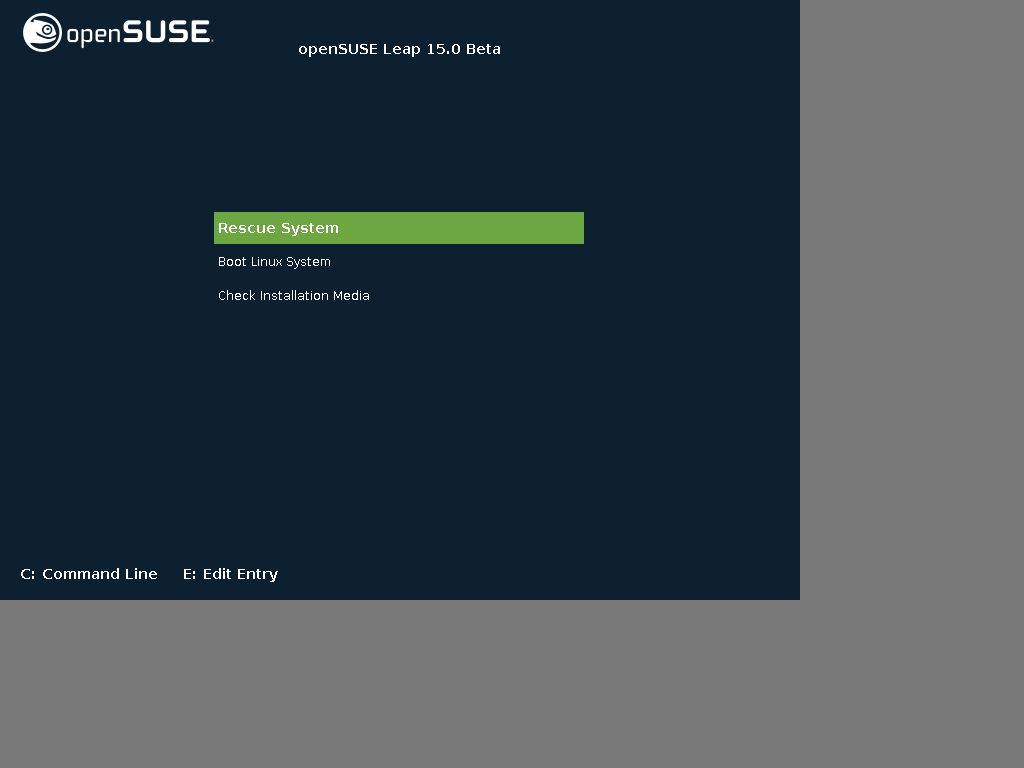 openSUSE.
openSUSE Leap 15.0 Beta
Rescue System
Boot Linux System
Check Installation Media
C: Command Line E: Edit Entry